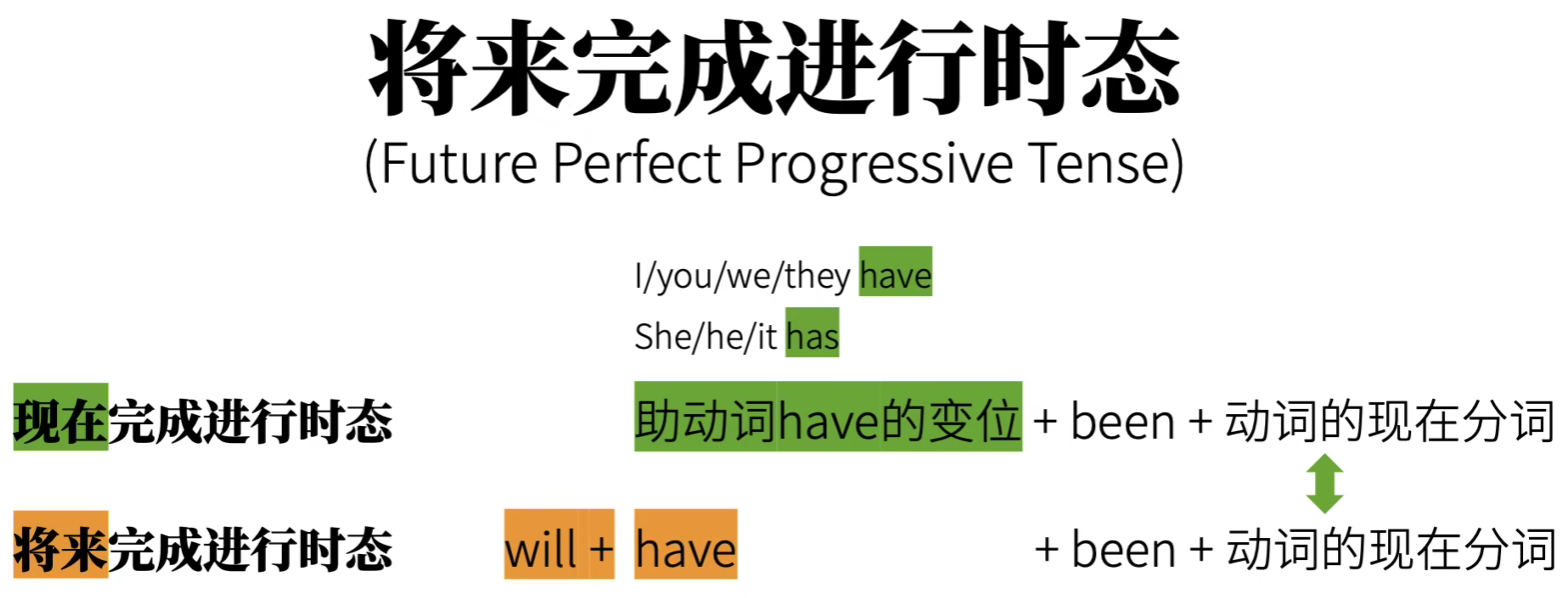 将来完成进行时态
(Future Perfect Progressive Tense)
I/you/we/they have
She/he/it has
现在完成进行时态 助动词have的变位 + been + 动词的现在分词
将来完成进行时态 will + have + been + 动词的现在分词